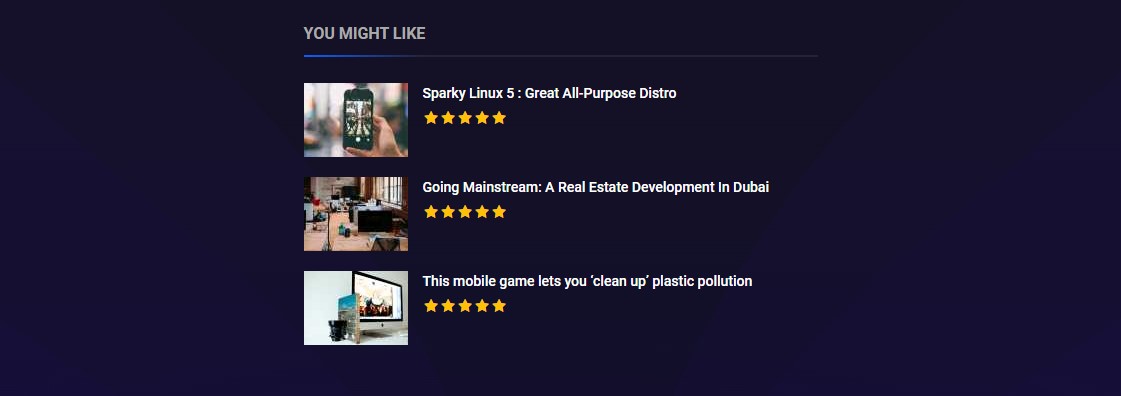 YOU MIGHT LIKE
Sparky Linux 5 : Great All-Purpose Distro
Going Mainstream: A Real Estate Development In Dubai
This mobile game lets you ‘clean up’ plastic pollution